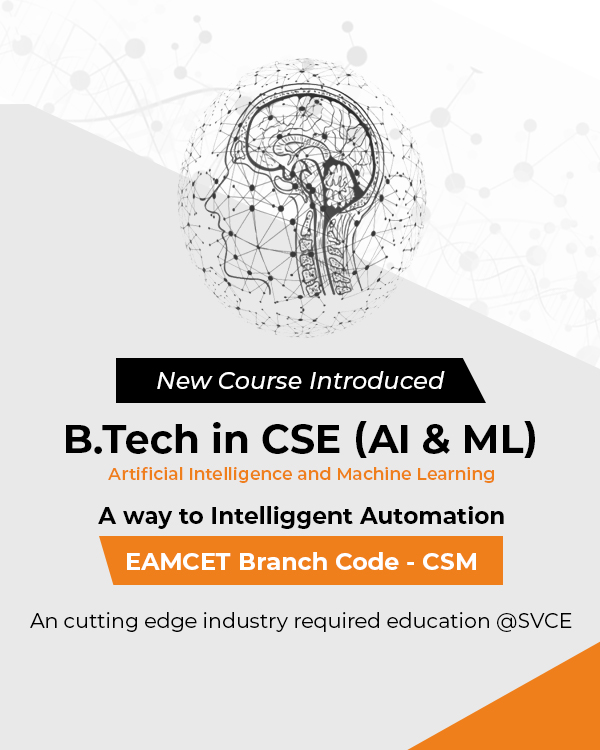 New Course Introduced
B.Tech in CSE (AI & ML)
Artificial Intelligence and Machine Learning
A way to Intelliggent Automation
EAMCET Branch Code - CSM
An cutting edge industry required education @SVCE